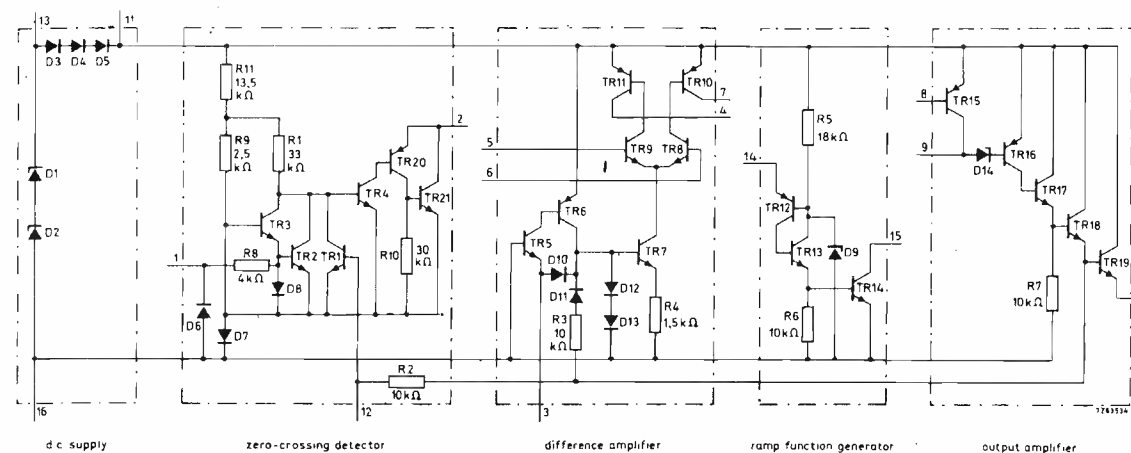 13
11
D3 D4 D5
D1
D2
16
d.c. supply
R11
13,5
kΩ
R9
2,5
kΩ
R1
33
kΩ
TR3
TR4
TR20
TR21
2
R8
4kΩ
1
TR2
TR1
R10
30
kΩ
D8
D6
D7
R2
10kΩ
12
zero-crossing detector
TR11
TR10
7
4
5
TR9
TR8
6
TR6
TR5
D10
TR7
D11
D12
R3
10
kΩ
D13
R4
1,5kΩ
3
difference amplifier
R5
18kΩ
14
TR12
TR13
D9
15
TR14
R6
10kΩ
ramp function generator
8
TR15
9
D14
TR16
TR17
TR18
TR19
R7
10kΩ
output amplifier
7Z63534